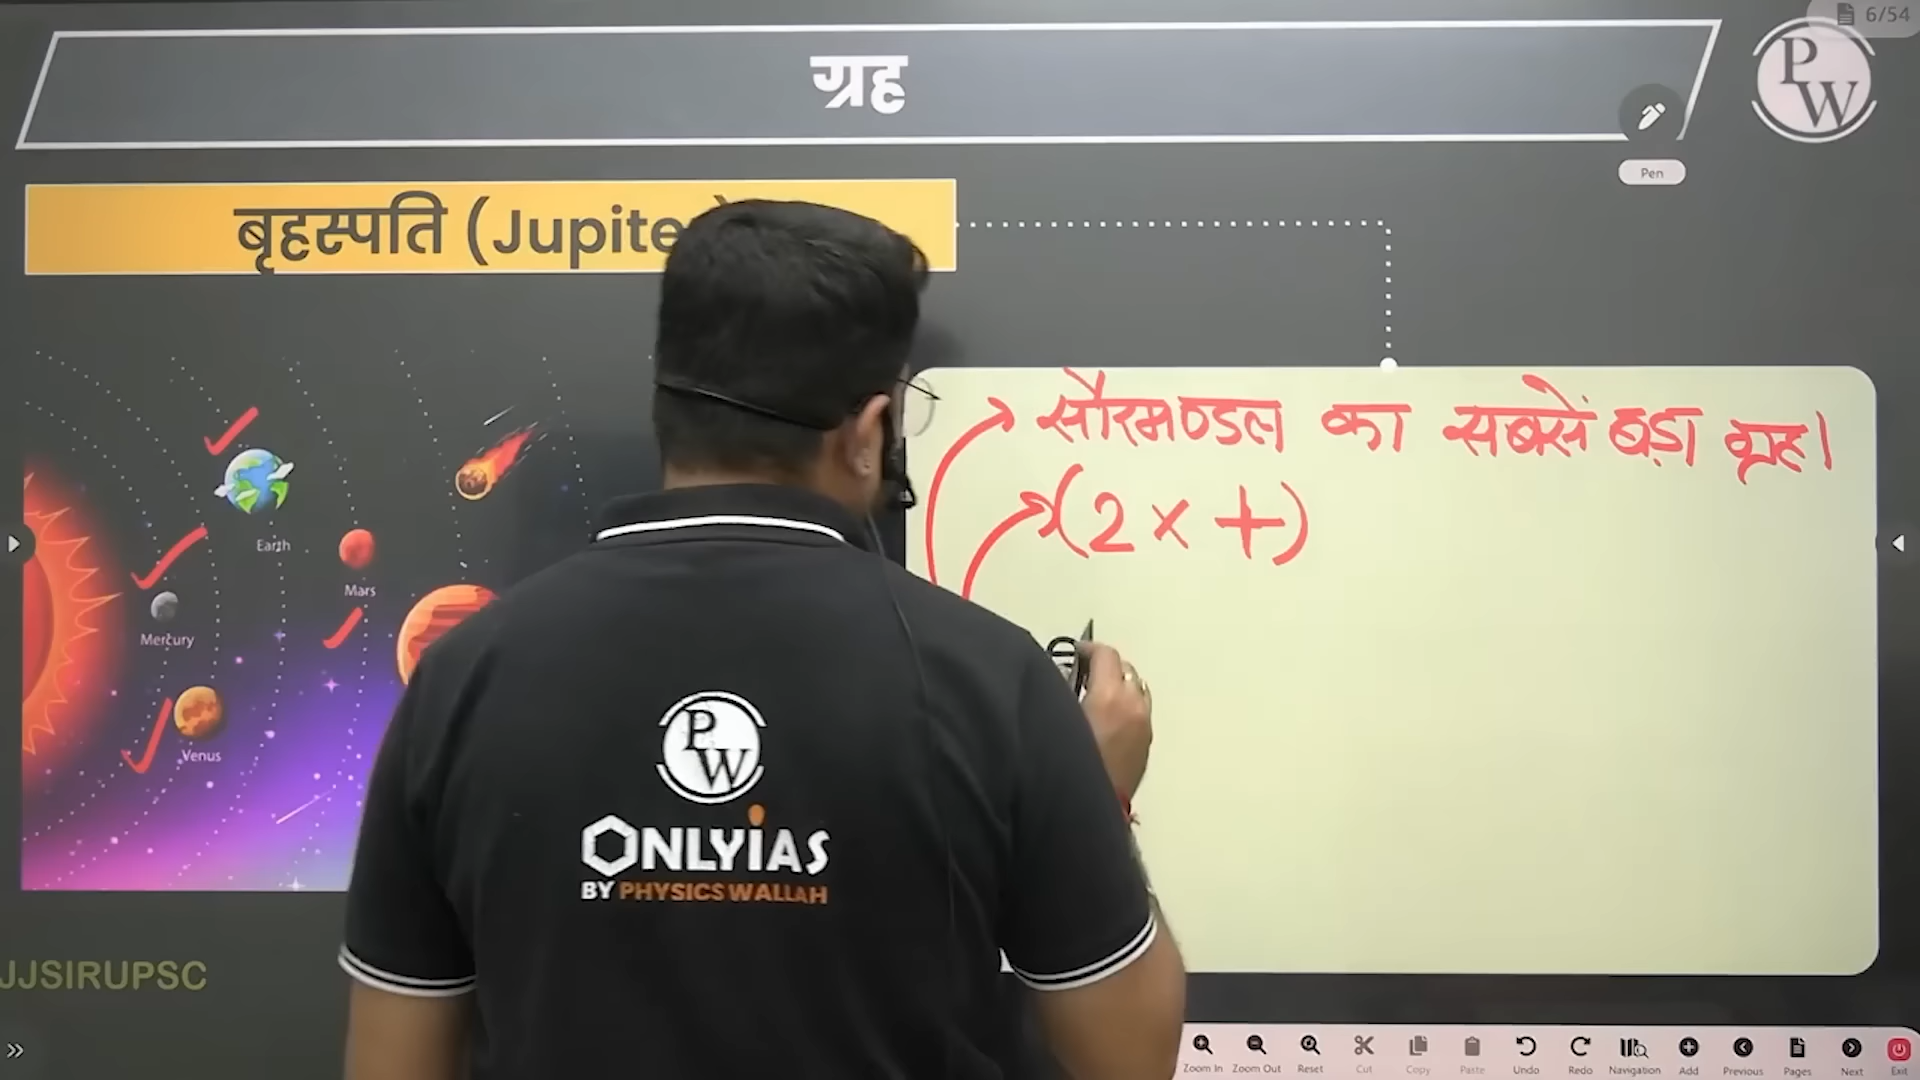 6/54
ग्रह
PW
Pen
बृहस्पति (Jupite
सौरमण्डल का सबसें बड़ा ग्रह।
(2 x +)
Earth
Mars
Mercury
Venus
PW
ONLYIAS
BY PHYSICS WALLAH
JJSIRUPSC
Zoom In Zoom Out Reset Cut Copy Paste Undo Redo Navigation Add Previous Pages Next Exit